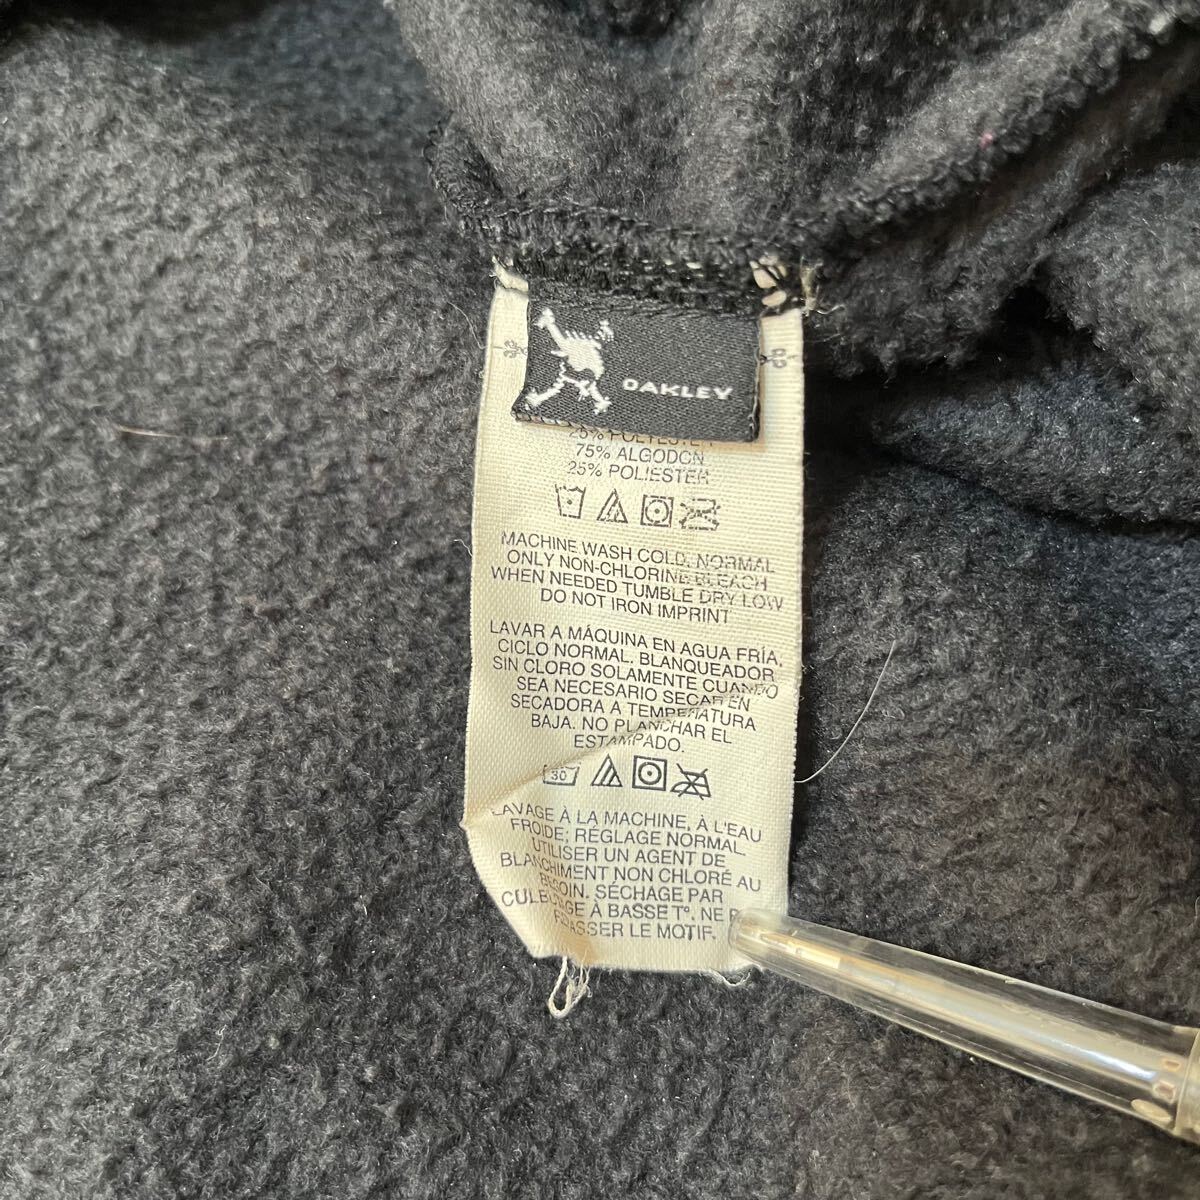 OAKLEY
25% POLYESTER
75% ALGODCN
25% POLIESTER
MACHINE WASH COLD, NORMAL
ONLY NON-CHLORINE BLEACH
WHEN NEEDED TUMBLE DRY LOW
DO NOT IRON IMPRINT
LAVAR A MÁQUINA EN AGUA FRÍA,
CICLO NORMAL. BLANQUEADOR
SIN CLORO SOLAMENTE CUANDO
SEA NECESARIO SECAR EN
SECADORA A TEMPERATURA
BAJA. NO PLANCHAR EL
ESTAMPADO.
30
LAVAGE À LA MACHINE, À L'EAU
FROIDE; RÉGLAGE NORMAL.
UTILISER UN AGENT DE
BLANCHIMENT NON CHLORÉ AU
BESOIN. SÉCHAGE PAR
CULBUTAGE À BASSE T°. NE
REPASSER LE MOTIF.